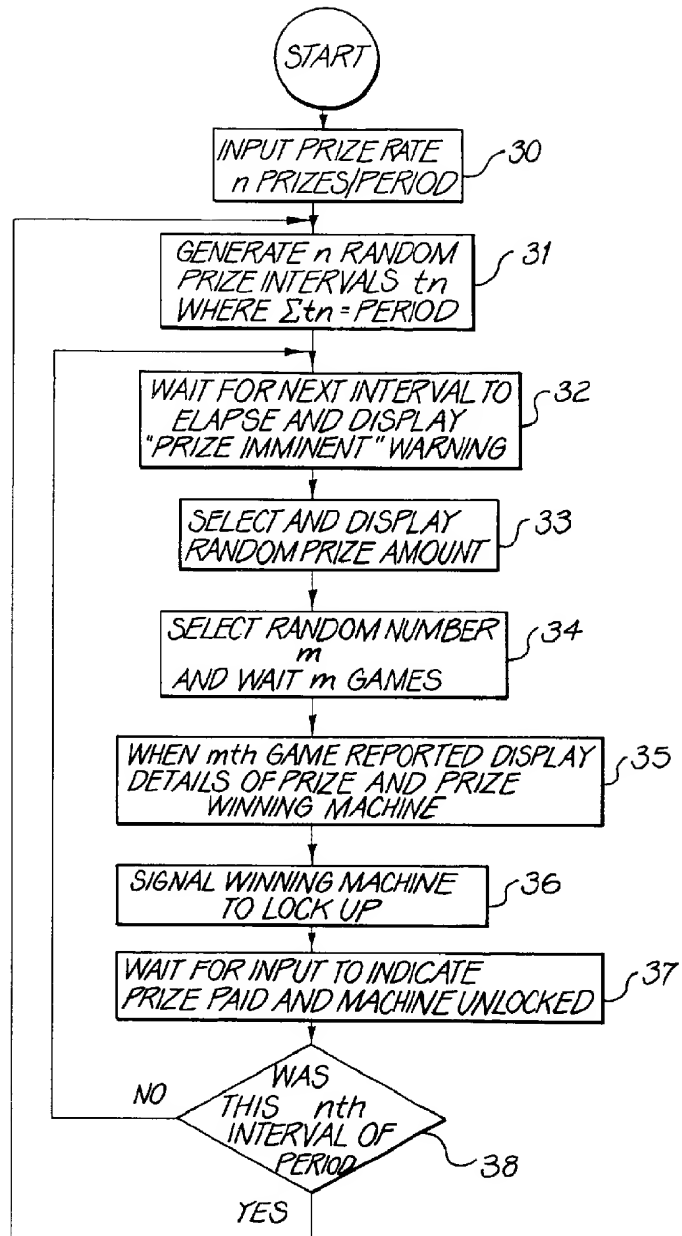 START
INPUT PRIZE RATE
n PRIZES/PERIOD
30
GENERATE n RANDOM
PRIZE INTERVALS tn
WHERE Σtn = PERIOD
31
WAIT FOR NEXT INTERVAL TO
ELAPSE AND DISPLAY
"PRIZE IMMINENT" WARNING
32
SELECT AND DISPLAY
RANDOM PRIZE AMOUNT
33
SELECT RANDOM NUMBER
m
AND WAIT m GAMES
34
WHEN mth GAME REPORTED DISPLAY
DETAILS OF PRIZE AND PRIZE
WINNING MACHINE
35
SIGNAL WINNING MACHINE
TO LOCK UP
36
WAIT FOR INPUT TO INDICATE
PRIZE PAID AND MACHINE UNLOCKED
37
NO
WAS
THIS nth
INTERVAL OF
PERIOD
38
YES